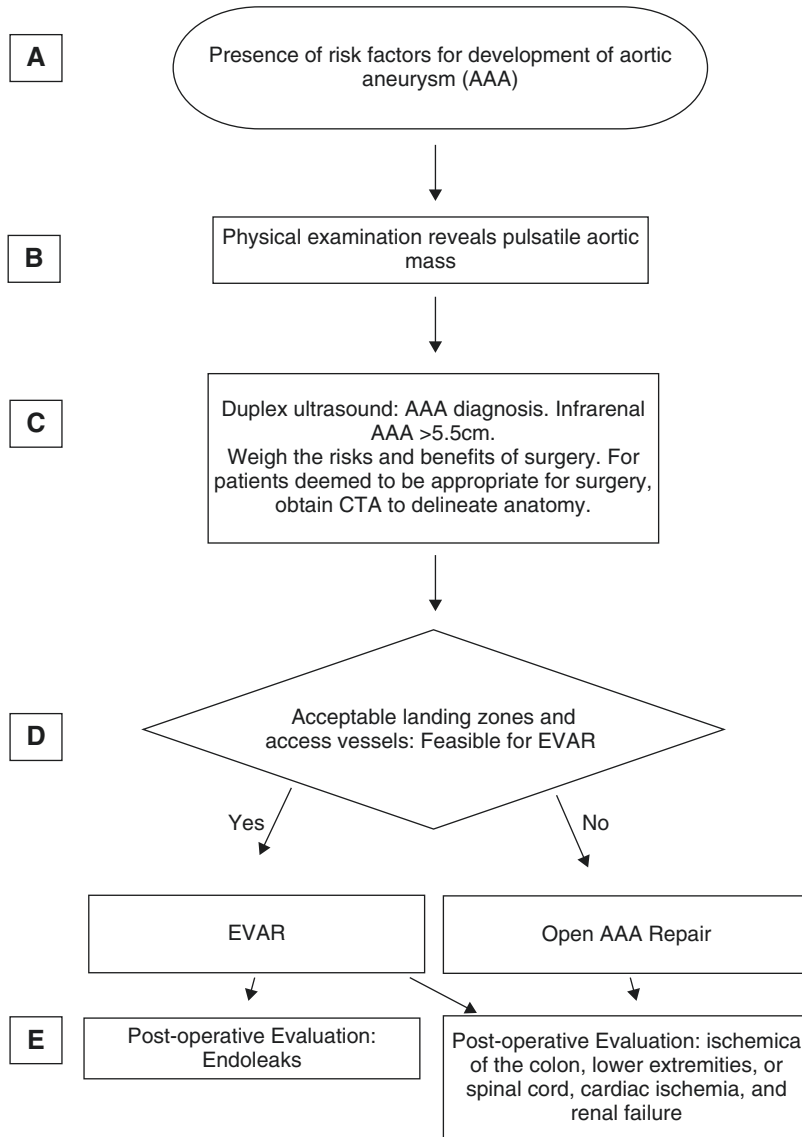 A
Presence of risk factors for development of aortic
aneurysm (AAA)
B
Physical examination reveals pulsatile aortic
mass
C
Duplex ultrasound: AAA diagnosis. Infrarenal
AAA >5.5cm.
Weigh the risks and benefits of surgery. For
patients deemed to be appropriate for surgery,
obtain CTA to delineate anatomy.
D
Acceptable landing zones and
access vessels: Feasible for EVAR
Yes
No
EVAR
Open AAA Repair
E
Post-operative Evaluation:
Endoleaks
Post-operative Evaluation: ischemica
of the colon, lower extremities, or
spinal cord, cardiac ischemia, and
renal failure